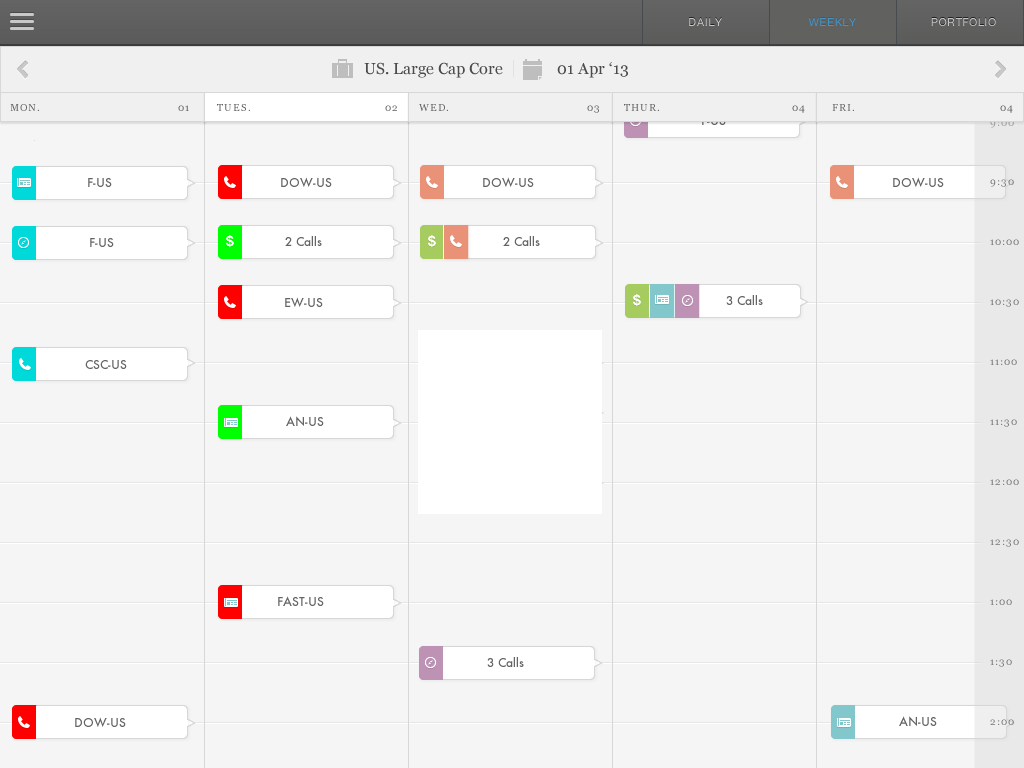 DAILY WEEKLY PORTFOLIO
US. Large Cap Core 01 Apr ‘13
MON. 01 TUES. 02 WED. 03 THUR. 04 FRI. 04
9:00
F-US DOW-US DOW-US DOW-US 9:30
F-US $ 2 Calls $ 2 Calls 10:00
EW-US $ 3 Calls 10:30
CSC-US 11:00
AN-US 11:30
12:00
12:30
FAST-US 1:00
3 Calls 1:30
DOW-US AN-US 2:00